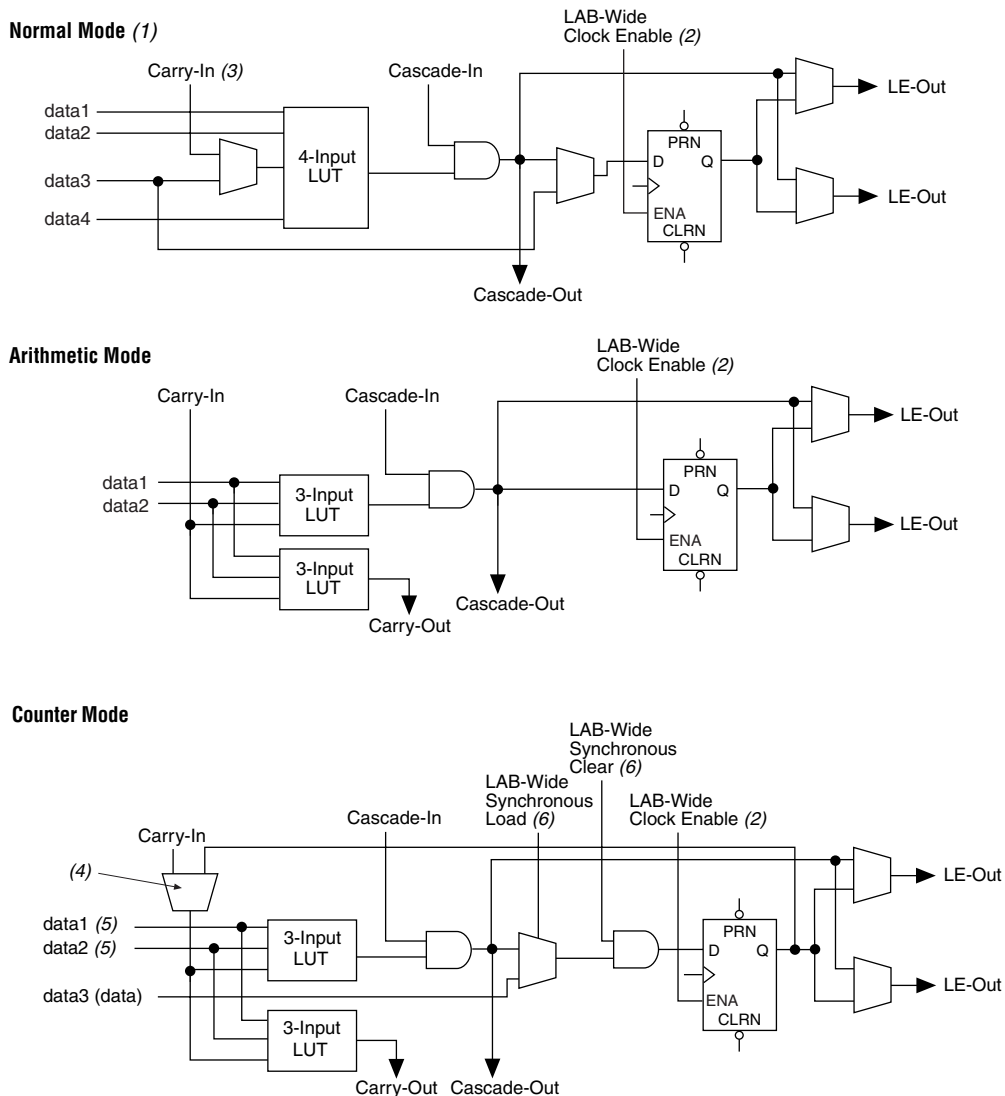 Normal Mode (1)
LAB-Wide
Clock Enable (2)
Carry-In (3)
Cascade-In
LE-Out
data1
data2
4-Input
LUT
PRN
D Q
data3
data4
ENA
CLRN
LE-Out
Cascade-Out
Arithmetic Mode
LAB-Wide
Clock Enable (2)
Carry-In
Cascade-In
LE-Out
data1
data2
3-Input
LUT
PRN
D Q
ENA
CLRN
LE-Out
3-Input
LUT
Cascade-Out
Carry-Out
Counter Mode
LAB-Wide
Synchronous
Clear (6)
LAB-Wide
Synchronous
Load (6)
LAB-Wide
Clock Enable (2)
Cascade-In
Carry-In
(4)
LE-Out
data1 (5)
data2 (5)
3-Input
LUT
PRN
D Q
data3 (data)
ENA
CLRN
LE-Out
3-Input
LUT
Carry-Out
Cascade-Out